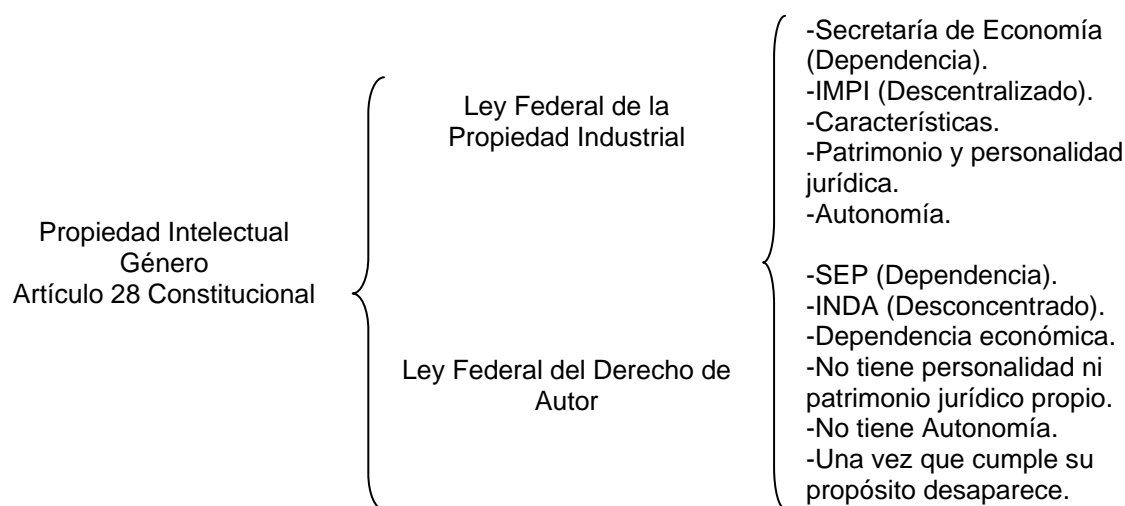 Propiedad Intelectual
Género
Artículo 28 Constitucional
Ley Federal de la
Propiedad Industrial
Ley Federal del Derecho de
Autor
-Secretaría de Economía
(Dependencia).
-IMPI (Descentralizado).
-Características.
-Patrimonio y personalidad
jurídica.
-Autonomía.
-SEP (Dependencia).
-INDA (Desconcentrado).
-Dependencia económica.
-No tiene personalidad ni
patrimonio jurídico propio.
-No tiene Autonomía.
-Una vez que cumple su
propósito desaparece.